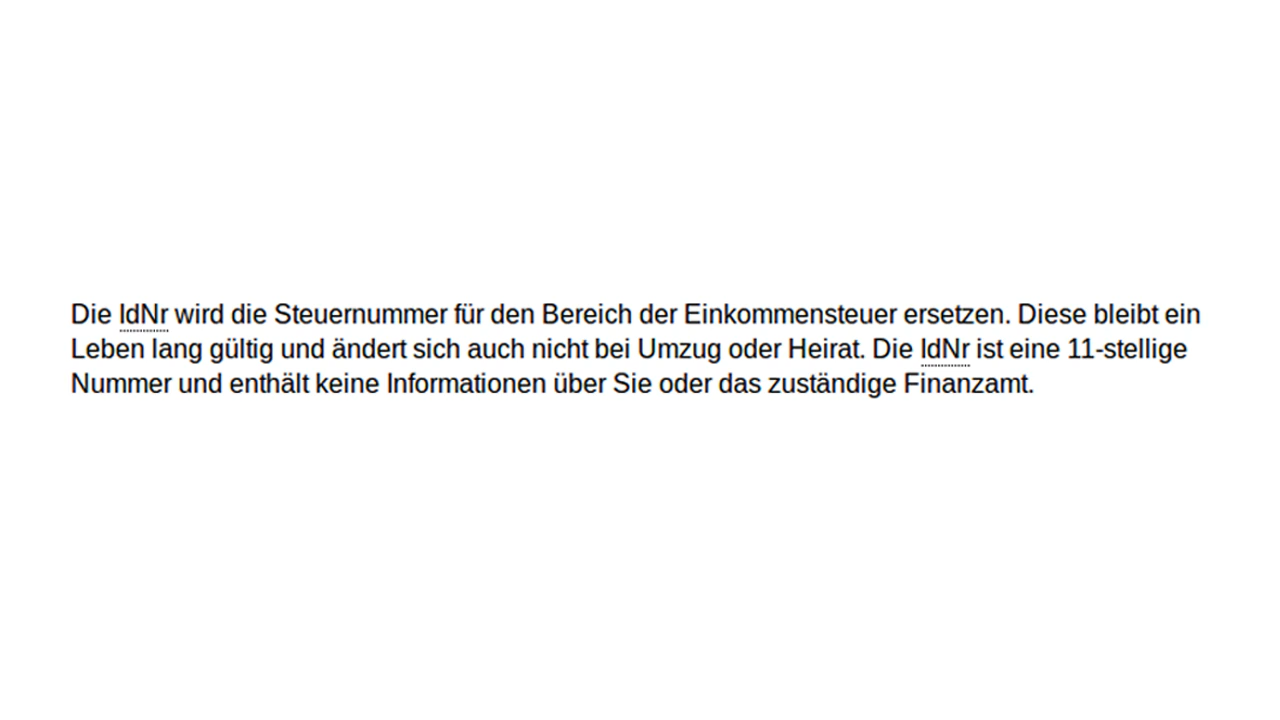 Die IdNr wird die Steuernummer für den Bereich der Einkommensteuer ersetzen. Diese bleibt ein
Leben lang gültig und ändert sich auch nicht bei Umzug oder Heirat. Die IdNr ist eine 11-stellige
Nummer und enthält keine Informationen über Sie oder das zuständige Finanzamt.